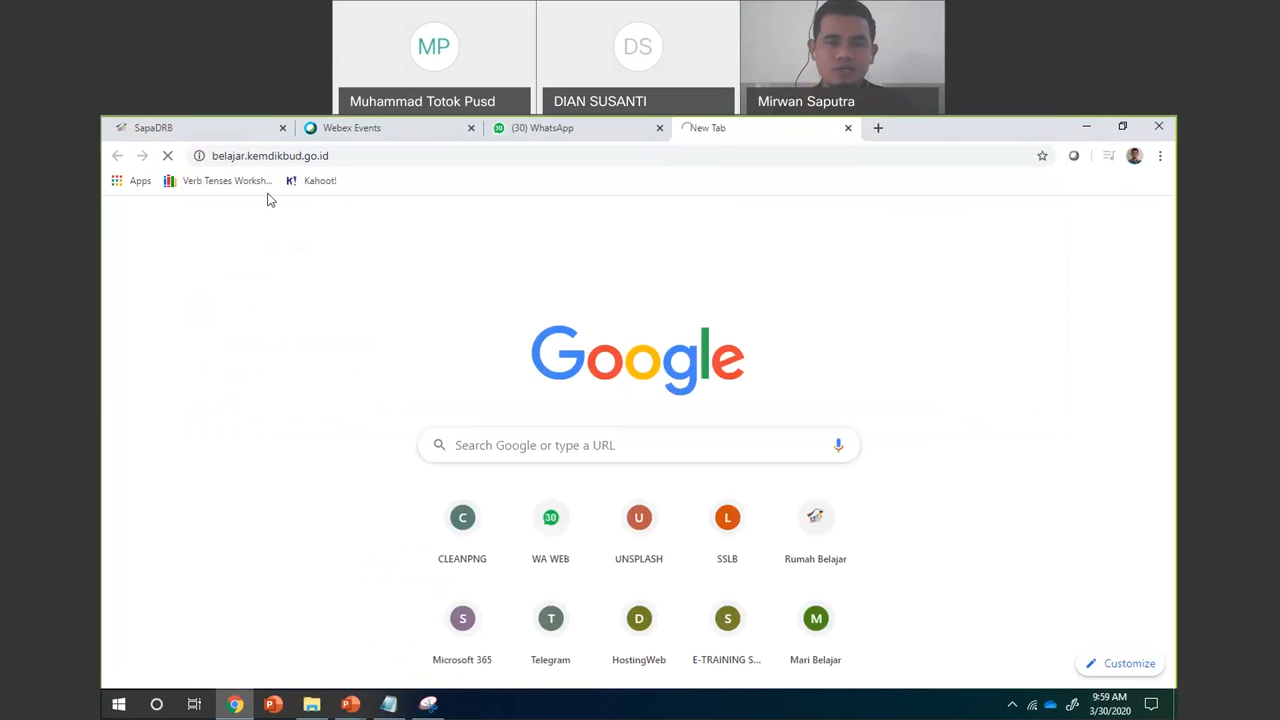 MP
DS
Muhammad Totok Pusd
DIAN SUSANTI
Mirwan Saputra
SapaDRB
Webex Events
(30) WhatsApp
New Tab
belajar.kemdikbud.go.id
Apps
Verb Tenses Worksh...
K! Kahoot!
Google
Search Google or type a URL
C
30
U
L
CLEANPNG
WA WEB
UNSPLASH
SSLB
Rumah Belajar
S
T
D
S
M
Microsoft 365
Telegram
HostingWeb
E-TRAINING S...
Mari Belajar
Customize
9:59 AM
3/30/2020